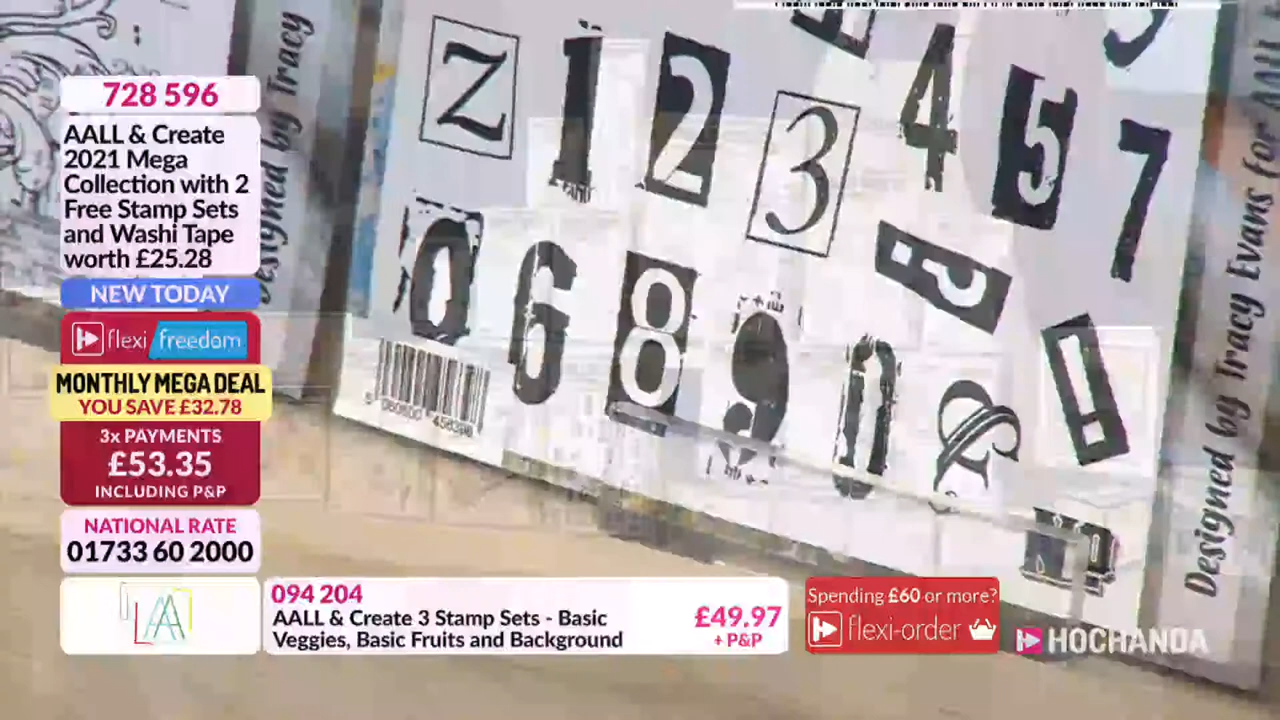 728 596
AALL & Create
2021 Mega
Collection with 2
Free Stamp Sets
and Washi Tape
worth £25.28
NEW TODAY
flexi freedom
MONTHLY MEGA DEAL
YOU SAVE £32.78
3x PAYMENTS
£53.35
INCLUDING P&P
NATIONAL RATE
01733 60 2000
094 204
AALL & Create 3 Stamp Sets - Basic
Veggies, Basic Fruits and Background
£49.97
+ P&P
Spending £60 or more?
flexi-order
HOCHANDA
Designed by Tracy
Z 1 2 3 4 5 7
0 6 8 9 0 & !
Designed by Tracy Evans for AALL